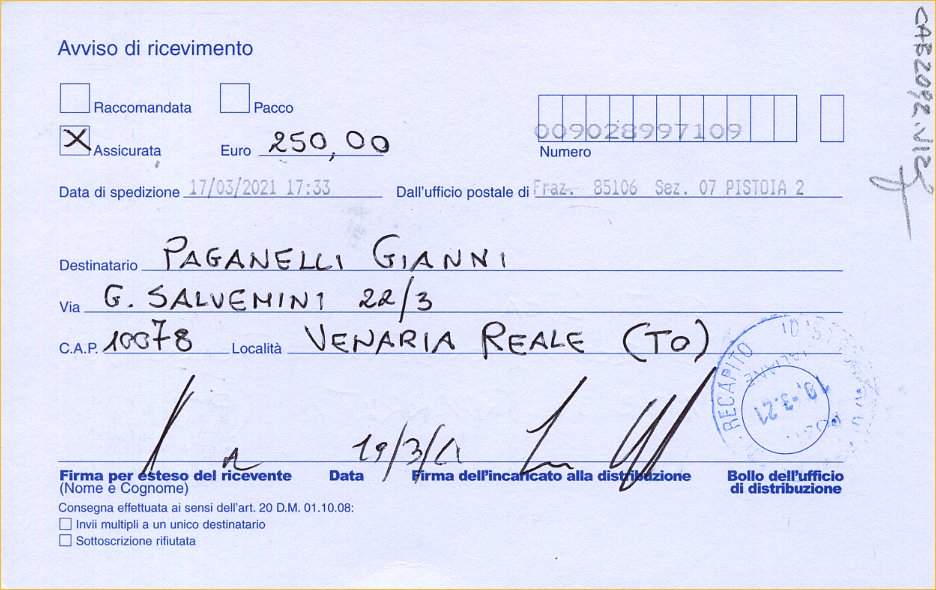 Avviso di ricevimento
Raccomandata
Pacco
X Assicurata
Euro 250,00
009028997109
Numero
Data di spedizione 17/03/2021 17:33
Dall'ufficio postale di Fraz. 85106 Sez. 07 PISTOIA 2
Destinatario PAGANELLI GIANNI
Via G. SALVEMINI 22/3
C.A.P. 10078 Località VENARIA REALE (TO)
RECAPITO
19.-3.21
19/3/21
Firma per esteso del ricevente
(Nome e Cognome)
Data
Firma dell'incaricato alla distribuzione
Bollo dell'ufficio
di distribuzione
Consegna effettuata ai sensi dell'art. 20 D.M. 01.10.08:
Invii multipli a un unico destinatario
Sottoscrizione rifiutata